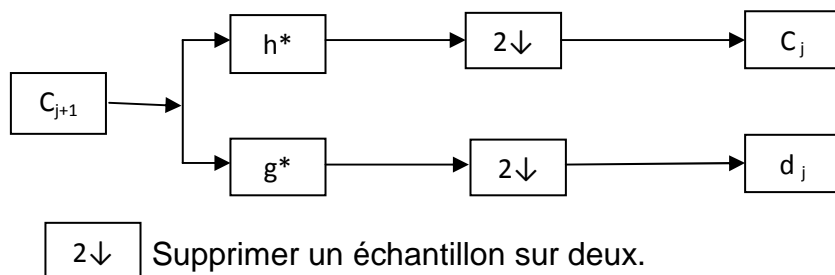 h* 2↓ C j
C j+1
g* 2↓ d j
2↓ Supprimer un échantillon sur deux.